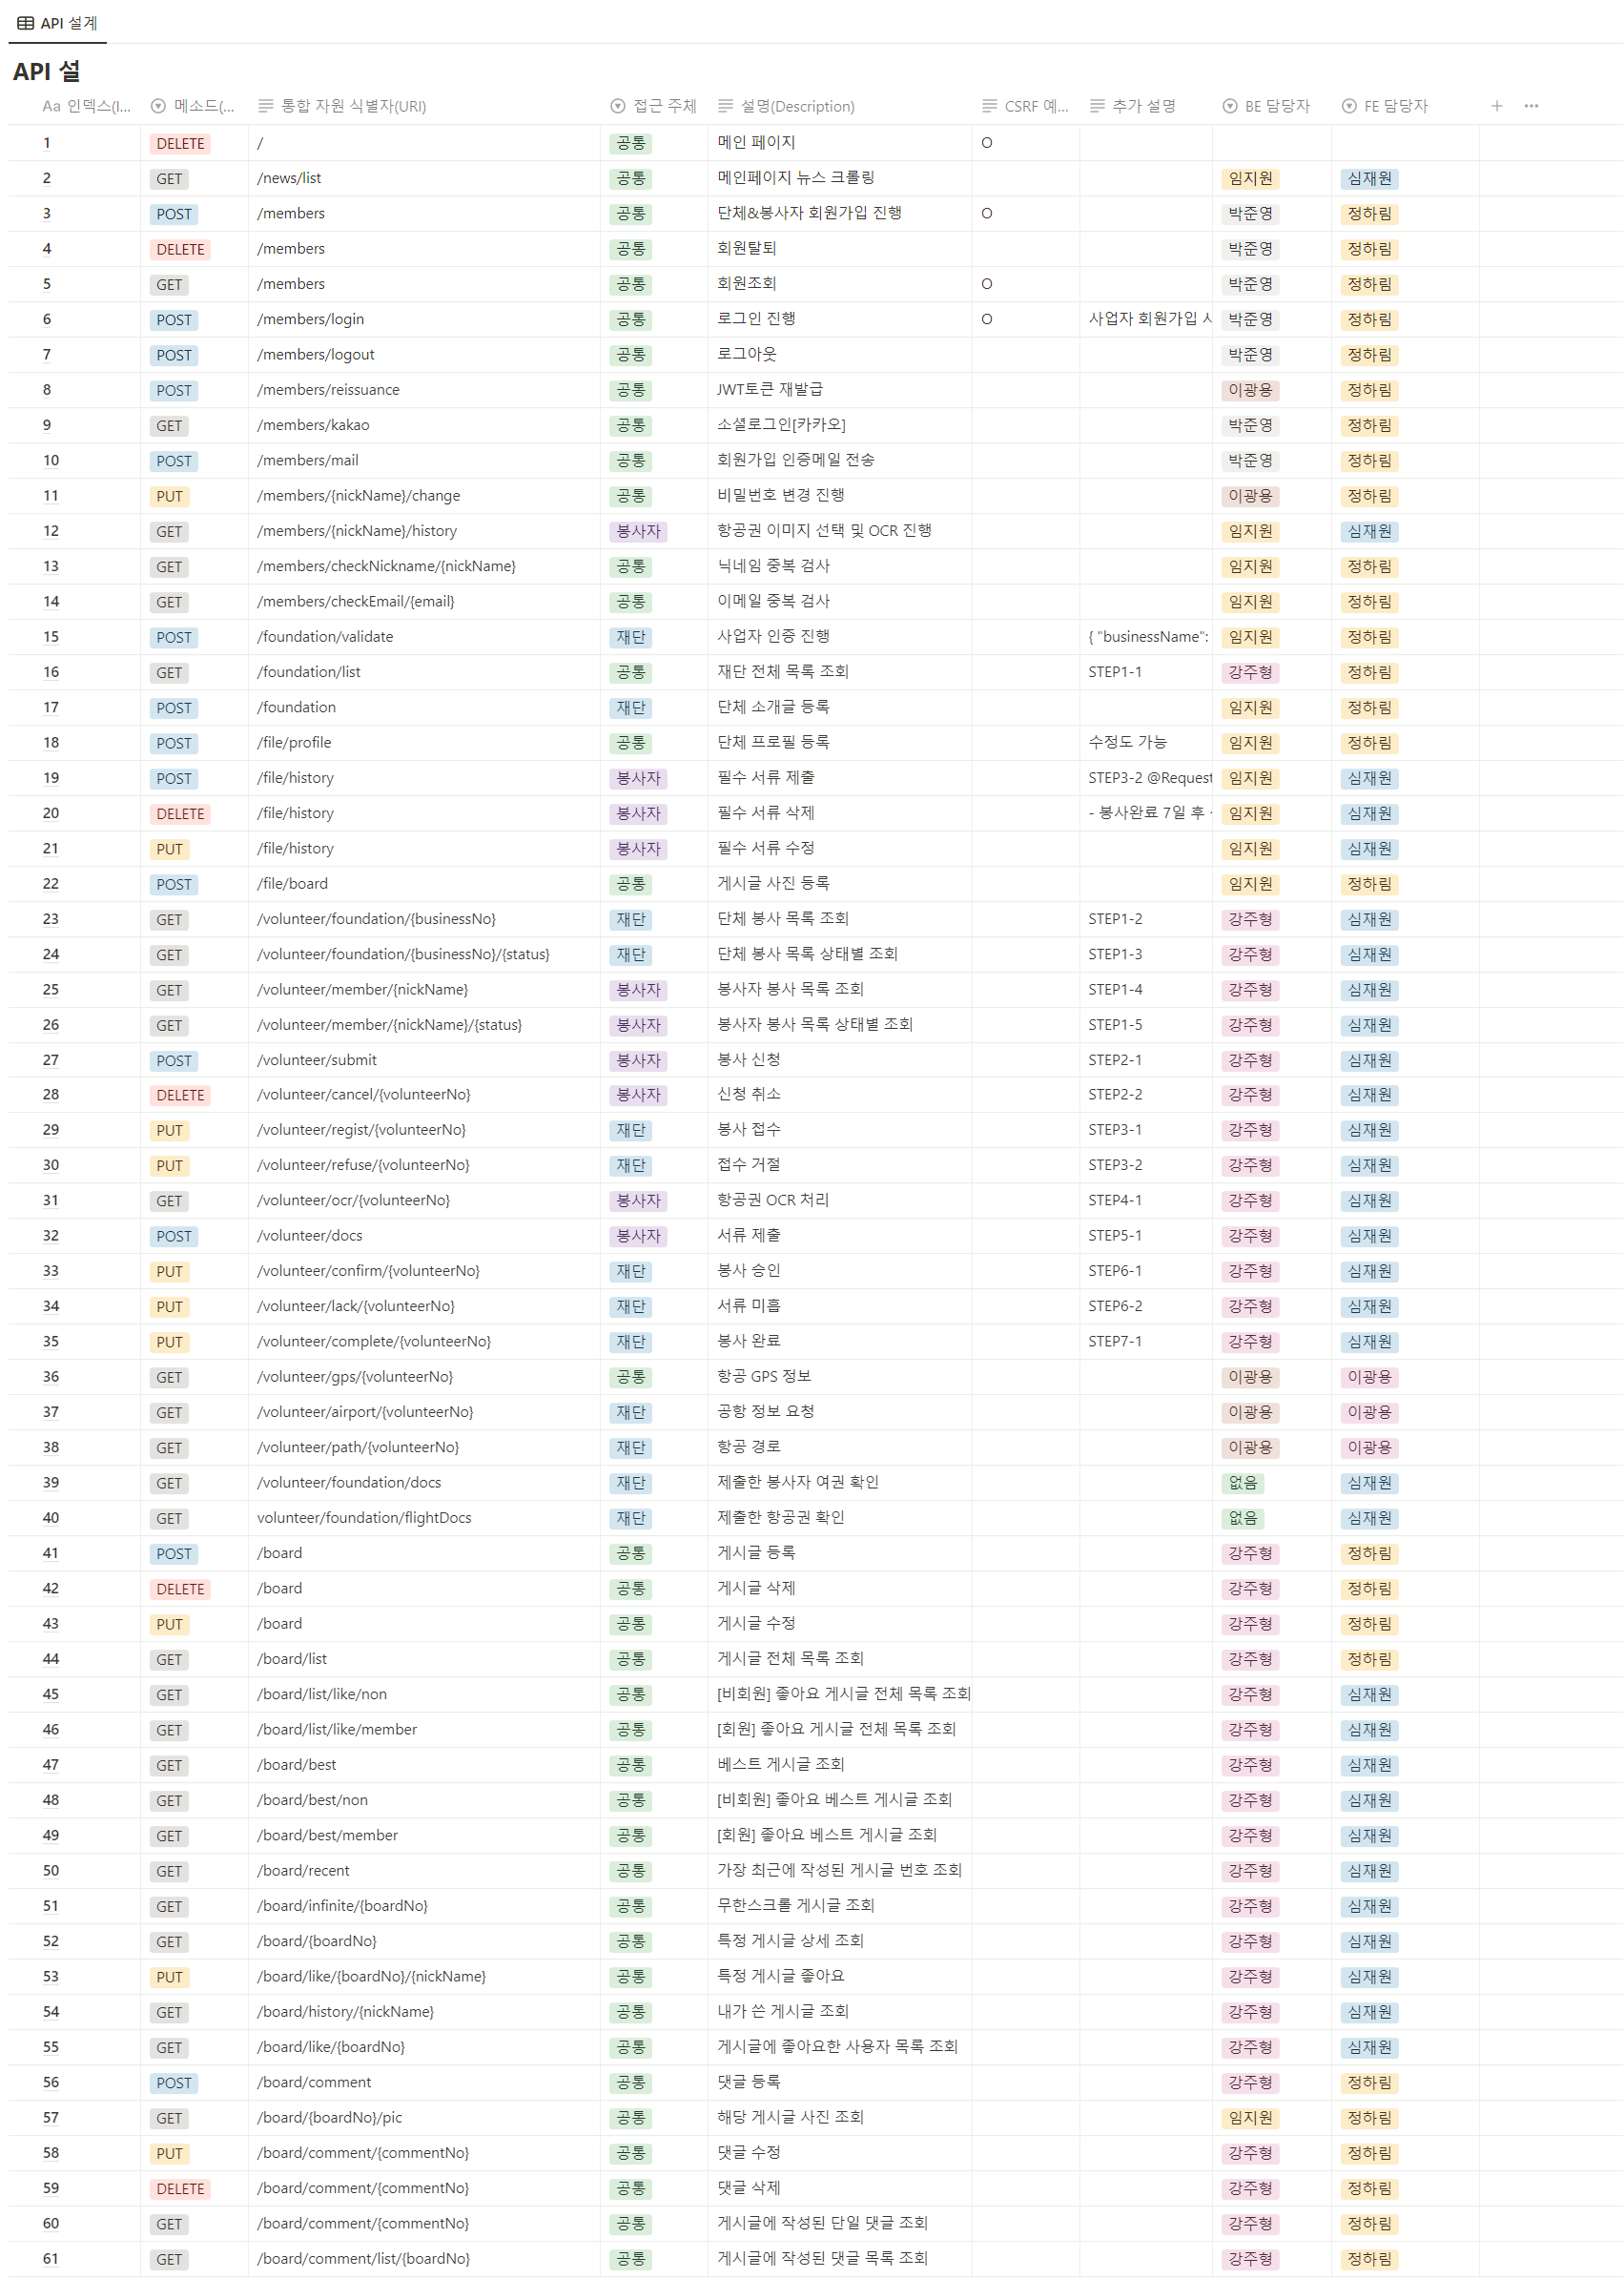 API 설계
API 설
Aa 인덱스(I... 메소드(... 통합 자원 식별자(URI) 접근 주체 설명(Description) CSRF 예... 추가 설명 BE 담당자 FE 담당자 + ...
1 DELETE / 공통 메인 페이지 O
2 GET /news/list 공통 메인페이지 뉴스 크롤링 임지원 심재원
3 POST /members 공통 단체&봉사자 회원가입 진행 O 박준영 정하림
4 DELETE /members 공통 회원탈퇴 박준영 정하림
5 GET /members 공통 회원조회 O 박준영 정하림
6 POST /members/login 공통 로그인 진행 O 사업자 회원가입 시 박준영 정하림
7 POST /members/logout 공통 로그아웃 박준영 정하림
8 POST /members/reissuance 공통 JWT토큰 재발급 이광용 정하림
9 GET /members/kakao 공통 소셜로그인[카카오] 박준영 정하림
10 POST /members/mail 공통 회원가입 인증메일 전송 박준영 정하림
11 PUT /members/{nickName}/change 공통 비밀번호 변경 진행 이광용 정하림
12 GET /members/{nickName}/history 봉사자 항공권 이미지 선택 및 OCR 진행 임지원 심재원
13 GET /members/checkNickname/{nickName} 공통 닉네임 중복 검사 임지원 정하림
14 GET /members/checkEmail/{email} 공통 이메일 중복 검사 임지원 정하림
15 POST /foundation/validate 재단 사업자 인증 진행 { "businessName": 임지원 정하림
16 GET /foundation/list 공통 재단 전체 목록 조회 STEP1-1 강주형 정하림
17 POST /foundation 재단 단체 소개글 등록 임지원 정하림
18 POST /file/profile 공통 단체 프로필 등록 수정도 가능 임지원 정하림
19 POST /file/history 봉사자 필수 서류 제출 STEP3-2 @Request 임지원 심재원
20 DELETE /file/history 봉사자 필수 서류 삭제 - 봉사완료 7일 후 임지원 심재원
21 PUT /file/history 봉사자 필수 서류 수정 임지원 심재원
22 POST /file/board 공통 게시글 사진 등록 임지원 정하림
23 GET /volunteer/foundation/{businessNo} 재단 단체 봉사 목록 조회 STEP1-2 강주형 심재원
24 GET /volunteer/foundation/{businessNo}/{status} 재단 단체 봉사 목록 상태별 조회 STEP1-3 강주형 심재원
25 GET /volunteer/member/{nickName} 봉사자 봉사자 봉사 목록 조회 STEP1-4 강주형 심재원
26 GET /volunteer/member/{nickName}/{status} 봉사자 봉사자 봉사 목록 상태별 조회 STEP1-5 강주형 심재원
27 POST /volunteer/submit 봉사자 봉사 신청 STEP2-1 강주형 심재원
28 DELETE /volunteer/cancel/{volunteerNo} 봉사자 신청 취소 STEP2-2 강주형 심재원
29 PUT /volunteer/regist/{volunteerNo} 재단 봉사 접수 STEP3-1 강주형 심재원
30 PUT /volunteer/refuse/{volunteerNo} 재단 접수 거절 STEP3-2 강주형 심재원
31 GET /volunteer/ocr/{volunteerNo} 봉사자 항공권 OCR 처리 STEP4-1 강주형 심재원
32 POST /volunteer/docs 봉사자 서류 제출 STEP5-1 강주형 심재원
33 PUT /volunteer/confirm/{volunteerNo} 재단 봉사 승인 STEP6-1 강주형 심재원
34 PUT /volunteer/lack/{volunteerNo} 재단 서류 미흡 STEP6-2 강주형 심재원
35 PUT /volunteer/complete/{volunteerNo} 재단 봉사 완료 STEP7-1 강주형 심재원
36 GET /volunteer/gps/{volunteerNo} 공통 항공 GPS 정보 이광용 이광용
37 GET /volunteer/airport/{volunteerNo} 재단 공항 정보 요청 이광용 이광용
38 GET /volunteer/path/{volunteerNo} 재단 항공 경로 이광용 이광용
39 GET /volunteer/foundation/docs 재단 제출한 봉사자 여권 확인 없음 심재원
40 GET volunteer/foundation/flightDocs 재단 제출한 항공권 확인 없음 심재원
41 POST /board 공통 게시글 등록 강주형 정하림
42 DELETE /board 공통 게시글 삭제 강주형 정하림
43 PUT /board 공통 게시글 수정 강주형 정하림
44 GET /board/list 공통 게시글 전체 목록 조회 강주형 정하림
45 GET /board/list/like/non 공통 [비회원] 좋아요 게시글 전체 목록 조회 강주형 심재원
46 GET /board/list/like/member 공통 [회원] 좋아요 게시글 전체 목록 조회 강주형 심재원
47 GET /board/best 공통 베스트 게시글 조회 강주형 심재원
48 GET /board/best/non 공통 [비회원] 좋아요 베스트 게시글 조회 강주형 심재원
49 GET /board/best/member 공통 [회원] 좋아요 베스트 게시글 조회 강주형 심재원
50 GET /board/recent 공통 가장 최근에 작성된 게시글 번호 조회 강주형 심재원
51 GET /board/infinite/{boardNo} 공통 무한스크롤 게시글 조회 강주형 심재원
52 GET /board/{boardNo} 공통 특정 게시글 상세 조회 강주형 심재원
53 PUT /board/like/{boardNo}/{nickName} 공통 특정 게시글 좋아요 강주형 심재원
54 GET /board/history/{nickName} 공통 내가 쓴 게시글 조회 강주형 심재원
55 GET /board/like/{boardNo} 공통 게시글에 좋아요한 사용자 목록 조회 강주형 심재원
56 POST /board/comment 공통 댓글 등록 강주형 정하림
57 GET /board/{boardNo}/pic 공통 해당 게시글 사진 조회 임지원 정하림
58 PUT /board/comment/{commentNo} 공통 댓글 수정 강주형 정하림
59 DELETE /board/comment/{commentNo} 공통 댓글 삭제 강주형 정하림
60 GET /board/comment/{commentNo} 공통 게시글에 작성된 단일 댓글 조회 강주형 정하림
61 GET /board/comment/list/{boardNo} 공통 게시글에 작성된 댓글 목록 조회 강주형 정하림